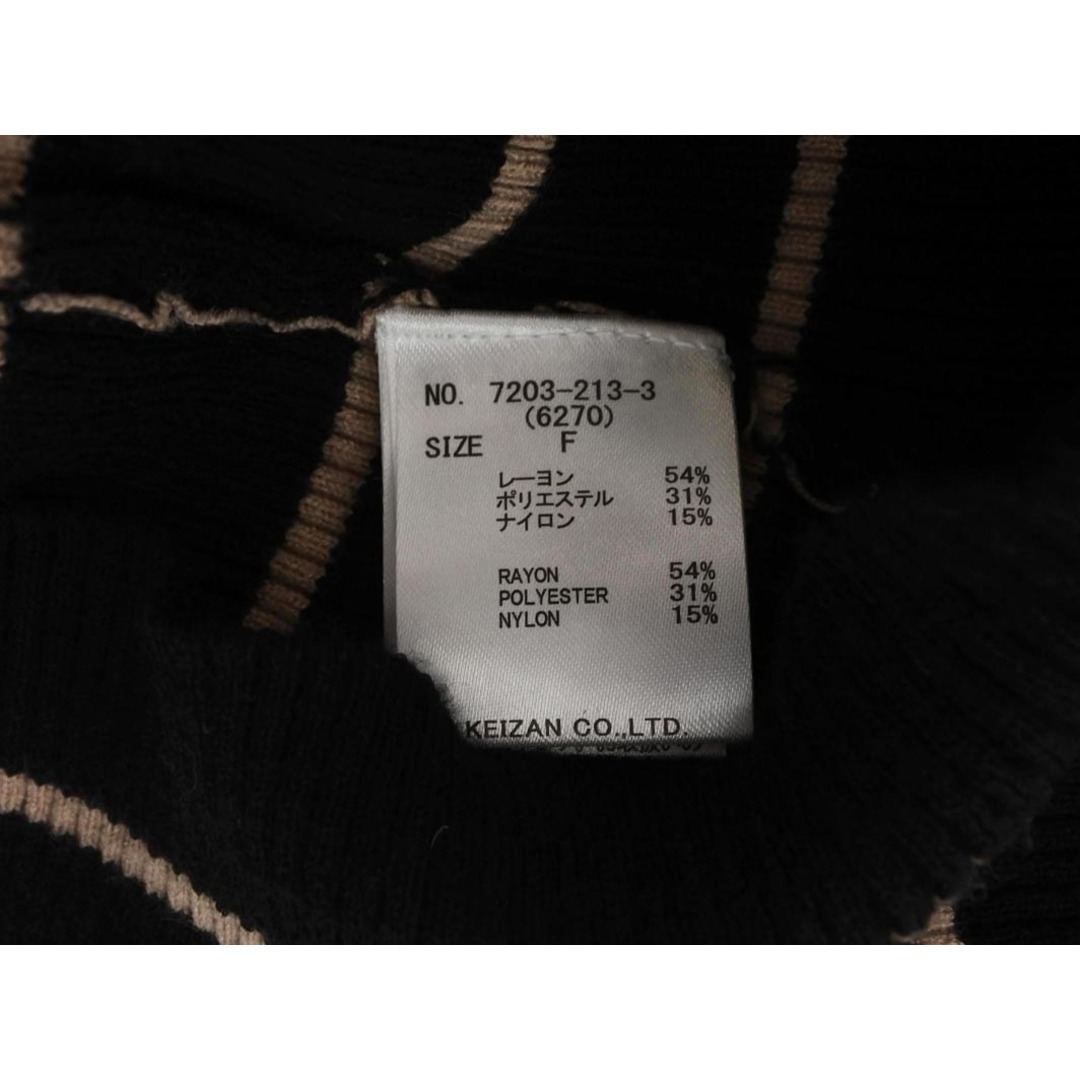 NO. 7203-213-3
(6270)
SIZE F
レーヨン 54%
ポリエステル 31%
ナイロン 15%
RAYON 54%
POLYESTER 31%
NYLON 15%
KEIZAN CO.,LTD.